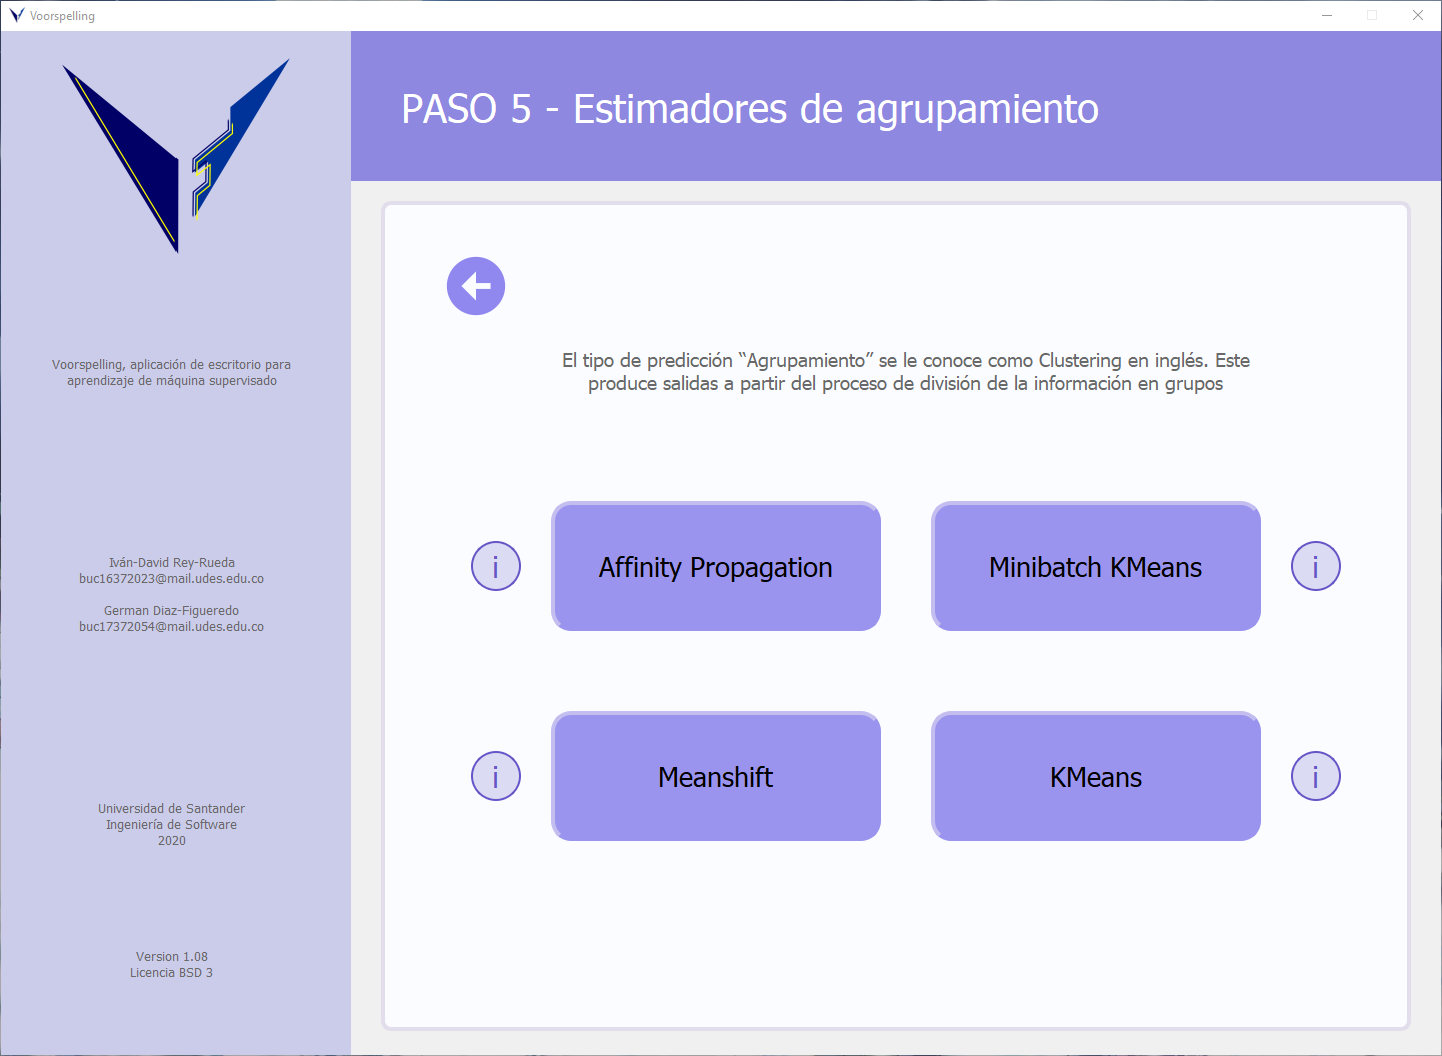 Voorspelling
PASO 5 - Estimadores de agrupamiento
Voorspelling, aplicación de escritorio para
aprendizaje de máquina supervisado
Iván-David Rey-Rueda
buc16372023@mail.udes.edu.co
German Diaz-Figueredo
buc17372054@mail.udes.edu.co
Universidad de Santander
Ingeniería de Software
2020
Version 1.08
Licencia BSD 3
El tipo de predicción “Agrupamiento” se le conoce como Clustering en inglés. Este
produce salidas a partir del proceso de división de la información en grupos
i
Affinity Propagation
Minibatch KMeans
i
i
Meanshift
KMeans
i